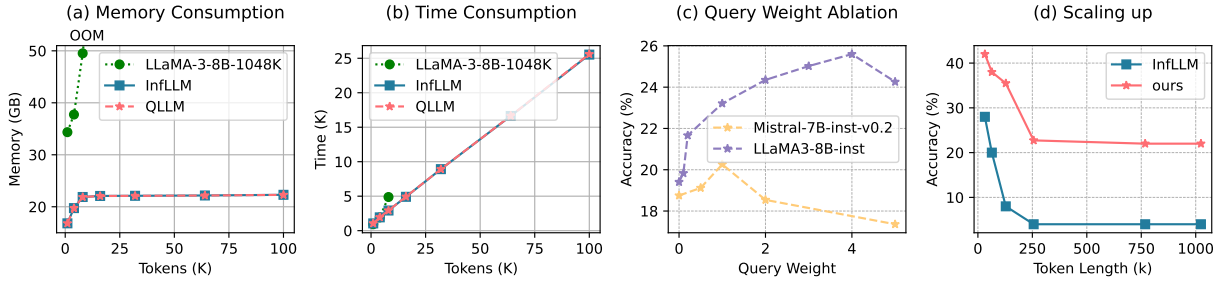 (a) Memory Consumption
OOM
50
40
30
20
Memory (GB)
LLaMA-3-8B-1048K
InfLLM
QLLM
0 25 50 75 100
Tokens (K)
(b) Time Consumption
25
20
15
10
5
0
Time (K)
LLaMA-3-8B-1048K
InfLLM
QLLM
0 25 50 75 100
Tokens (K)
(c) Query Weight Ablation
26
24
22
20
18
Accuracy (%)
Mistral-7B-inst-v0.2
LLaMA3-8B-inst
0 2 4
Query Weight
(d) Scaling up
40
30
20
10
Accuracy (%)
InfLLM
ours
0 250 500 750 1000
Token Length (k)